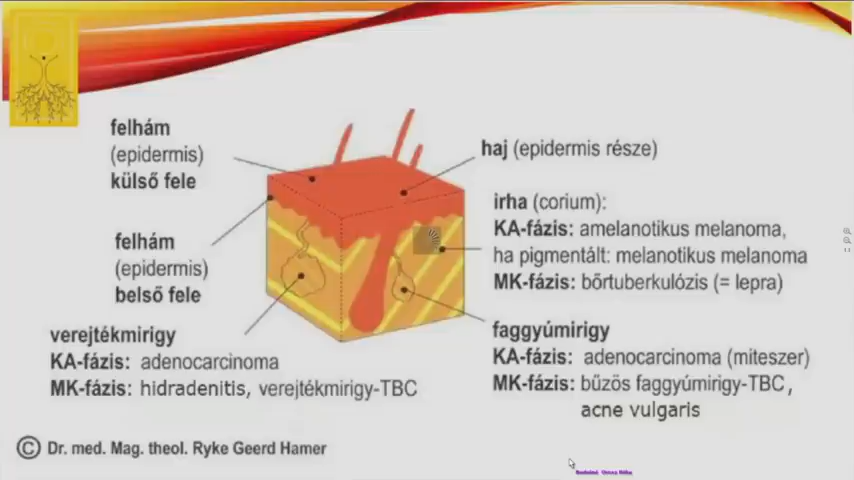 felhám
(epidermis)
külső fele
haj (epidermis része)
irha (corium):
KA-fázis: amelanotikus melanoma,
ha pigmentált: melanotikus melanoma
MK-fázis: bőrtuberkulózis (= lepra)
felhám
(epidermis)
belső fele
verejtékmirigy
KA-fázis: adenocarcinoma
MK-fázis: hidradenitis, verejtékmirigy-TBC
faggyúmirigy
KA-fázis: adenocarcinoma (miteszer)
MK-fázis: bűzös faggyúmirigy-TBC,
acne vulgaris
© Dr. med. Mag. theol. Ryke Geerd Hamer